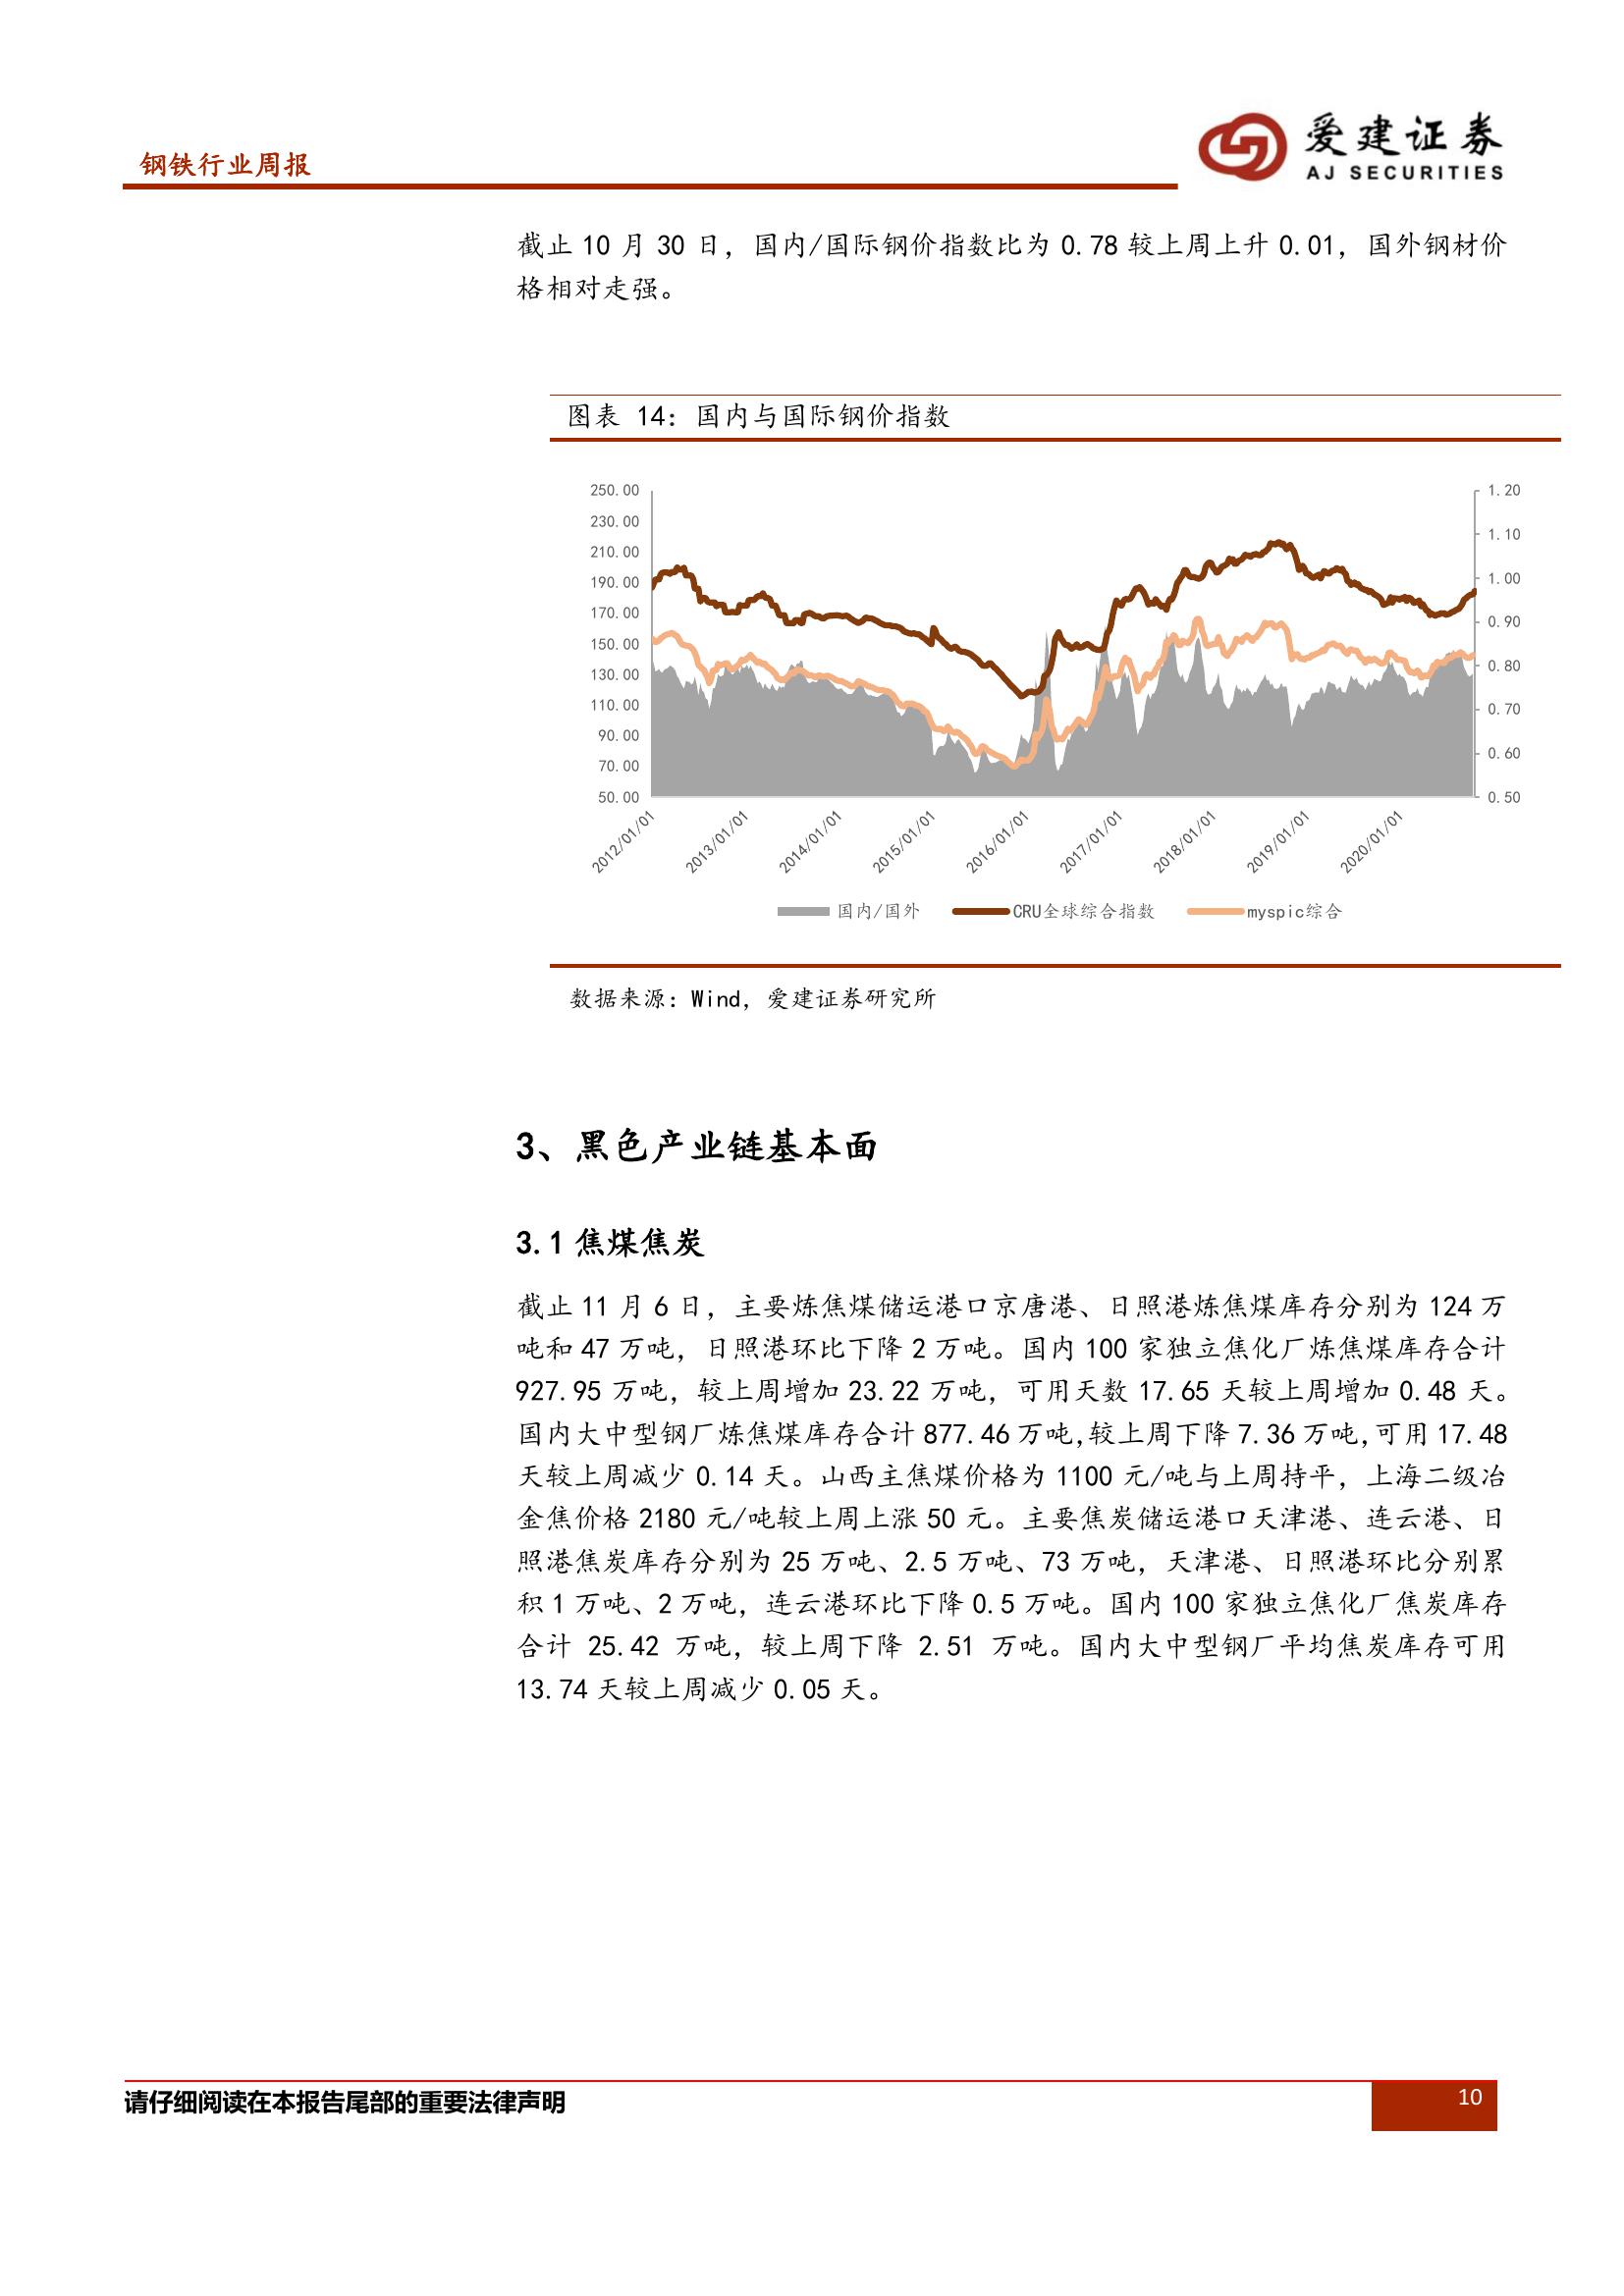 钢铁行业周报
爱建证券
AJ SECURITIES
截止 10 月 30 日，国内/国际钢价指数比为 0.78 较上周上升 0.01，国外钢材价
格相对走强。
图表 14：国内与国际钢价指数
250.00
230.00
210.00
190.00
170.00
150.00
130.00
110.00
90.00
70.00
50.00
1.20
1.10
1.00
0.90
0.80
0.70
0.60
0.50
2012/01/01
2013/01/01
2014/01/01
2015/01/01
2016/01/01
2017/01/01
2018/01/01
2019/01/01
2020/01/01
国内/国外 CRU全球综合指数 myspic综合
数据来源：Wind，爱建证券研究所
3、黑色产业链基本面
3.1 焦煤焦炭
截止 11 月 6 日，主要炼焦煤储运港口京唐港、日照港炼焦煤库存分别为 124 万
吨和 47 万吨，日照港环比下降 2 万吨。国内 100 家独立焦化厂炼焦煤库存合计
927.95 万吨，较上周增加 23.22 万吨，可用天数 17.65 天较上周增加 0.48 天。
国内大中型钢厂炼焦煤库存合计 877.46 万吨,较上周下降 7.36 万吨,可用 17.48
天较上周减少 0.14 天。山西主焦煤价格为 1100 元/吨与上周持平，上海二级冶
金焦价格 2180 元/吨较上周上涨 50 元。主要焦炭储运港口天津港、连云港、日
照港焦炭库存分别为 25 万吨、2.5 万吨、73 万吨，天津港、日照港环比分别累
积 1 万吨、2 万吨，连云港环比下降 0.5 万吨。国内 100 家独立焦化厂焦炭库存
合计 25.42 万吨，较上周下降 2.51 万吨。国内大中型钢厂平均焦炭库存可用
13.74 天较上周减少 0.05 天。
请仔细阅读在本报告尾部的重要法律声明
10